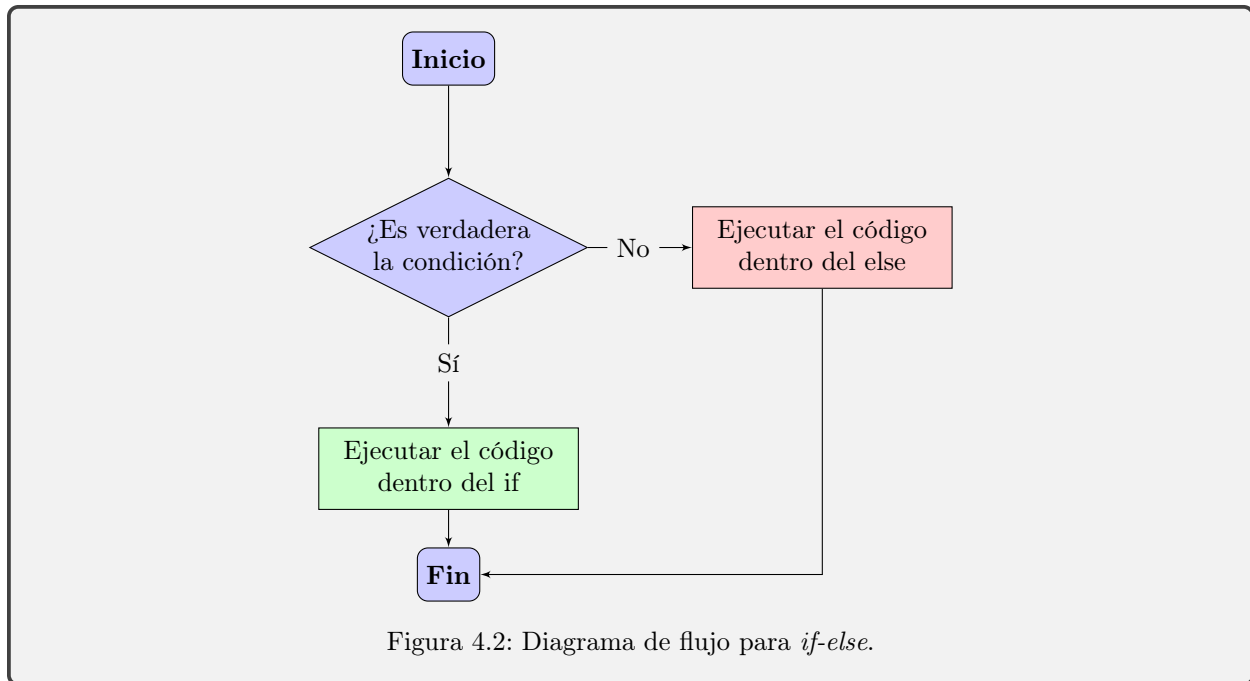 Inicio
¿Es verdadera
la condición?
No
Ejecutar el código
dentro del else
Sí
Ejecutar el código
dentro del if
Fin
Figura 4.2: Diagrama de flujo para if-else.